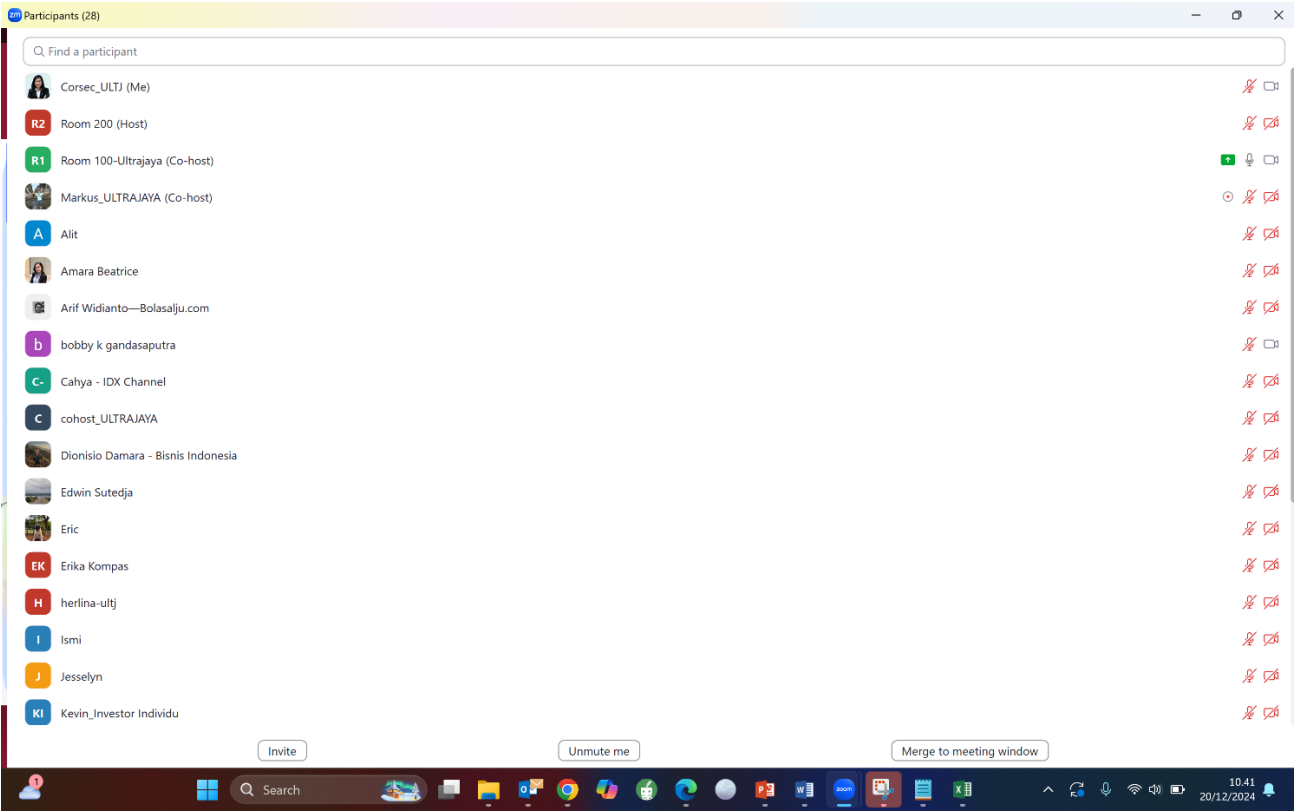 zm Participants (28)
Find a participant
Corsec_ULTJ (Me)
R2 Room 200 (Host)
R1 Room 100-Ultrajaya (Co-host)
Markus_ULTRAJAYA (Co-host)
A Alit
Amara Beatrice
Arif Widianto—Bolasalju.com
b bobby k gandasaputra
C- Cahya - IDX Channel
C cohost_ULTRAJAYA
Dionisio Damara - Bisnis Indonesia
Edwin Sutedja
Eric
EK Erika Kompas
H herlina-ultj
I Ismi
J Jesselyn
KI Kevin_Investor Individu
Invite Unmute me Merge to meeting window
1 Search zoom 10.41
20/12/2024